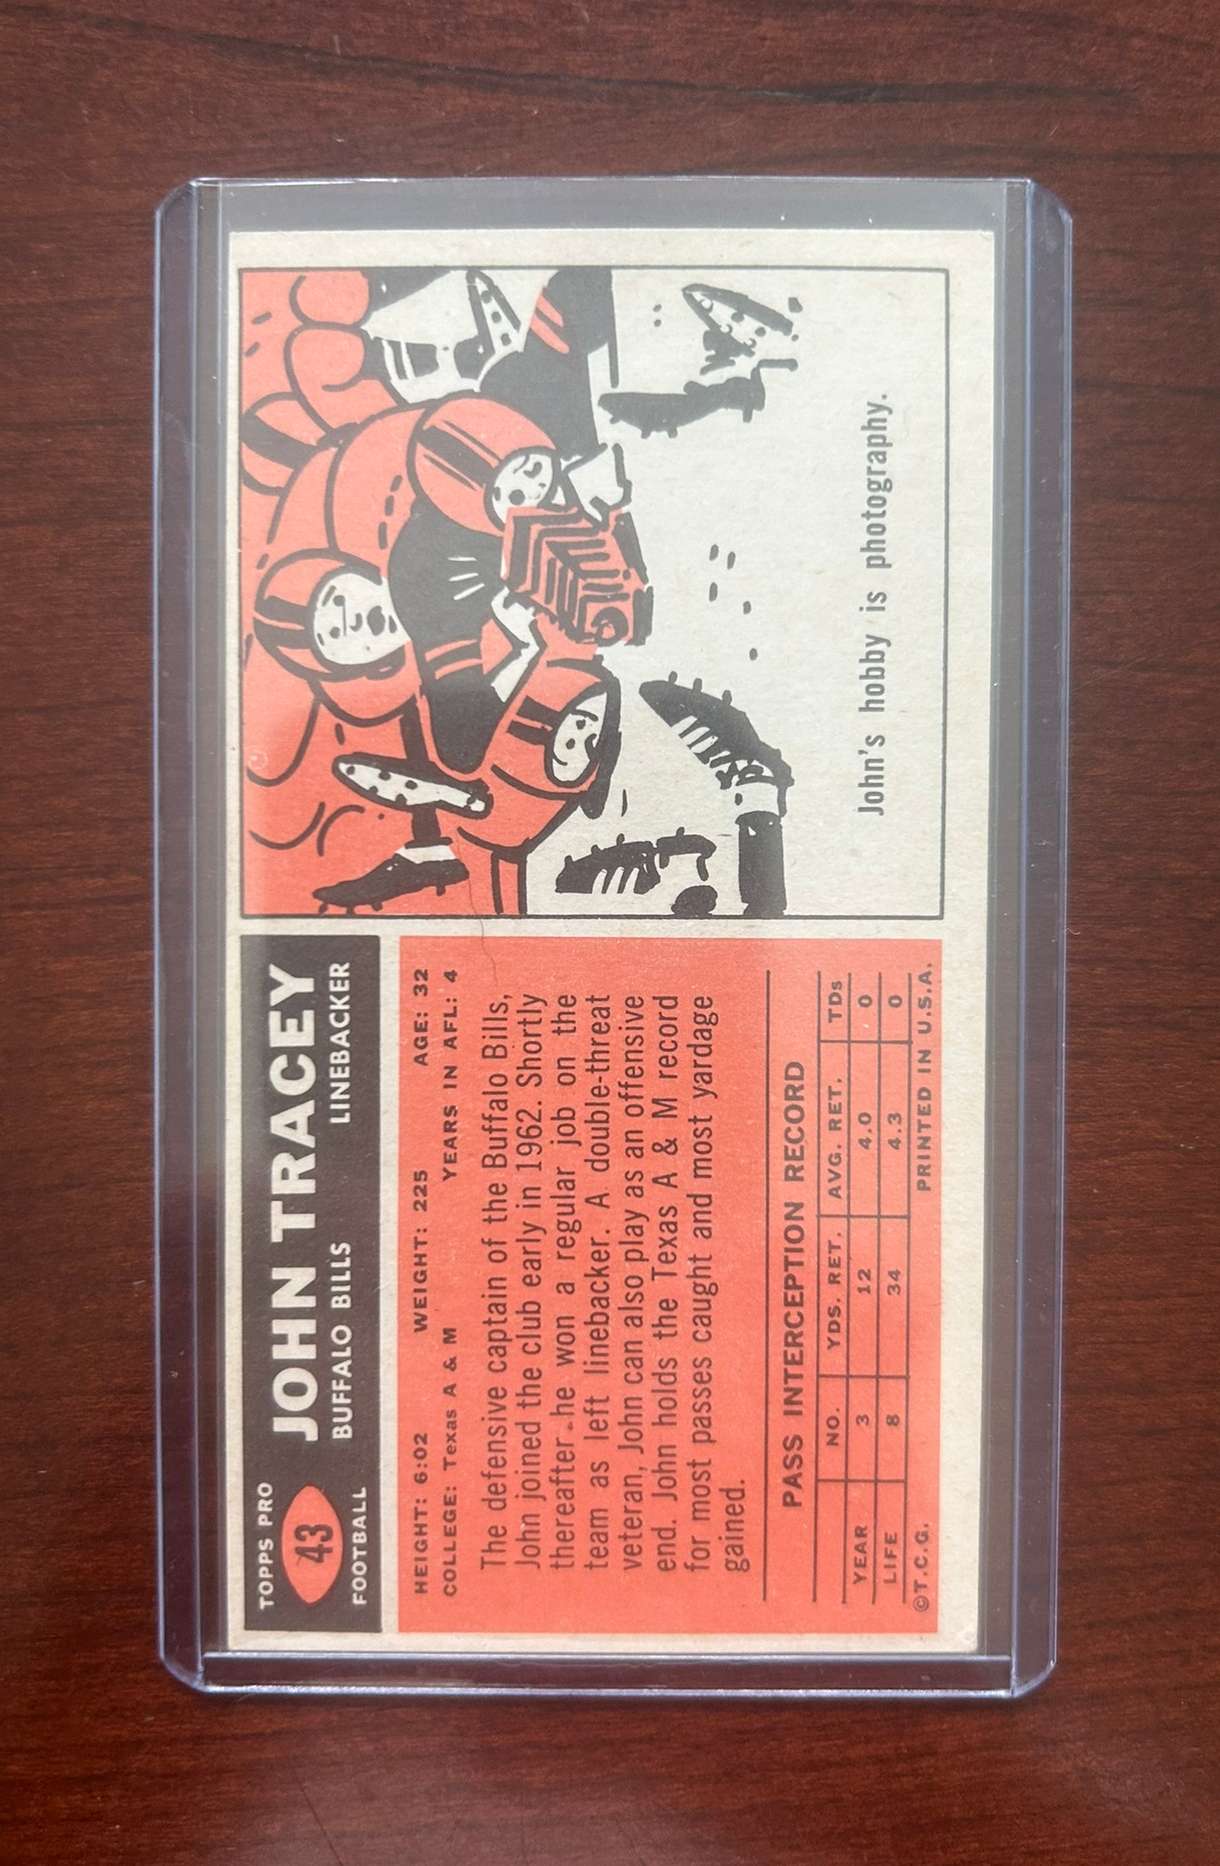 TOPPS PRO
43
FOOTBALL
JOHN TRACEY
BUFFALO BILLS LINEBACKER
HEIGHT: 6:02 WEIGHT: 225 AGE: 32
COLLEGE: Texas A & M YEARS IN AFL: 4
The defensive captain of the Buffalo Bills,
John joined the club early in 1962. Shortly
thereafter he won a regular job on the
team as left linebacker. A double-threat
veteran, John can also play as an offensive
end. John holds the Texas A & M record
for most passes caught and most yardage
gained.
PASS INTERCEPTION RECORD
NO. YDS. RET. AVG. RET. TDs
YEAR 3 12 4.0 0
LIFE 8 34 4.3 0
©T.C.G. PRINTED IN U.S.A.
John's hobby is photography.